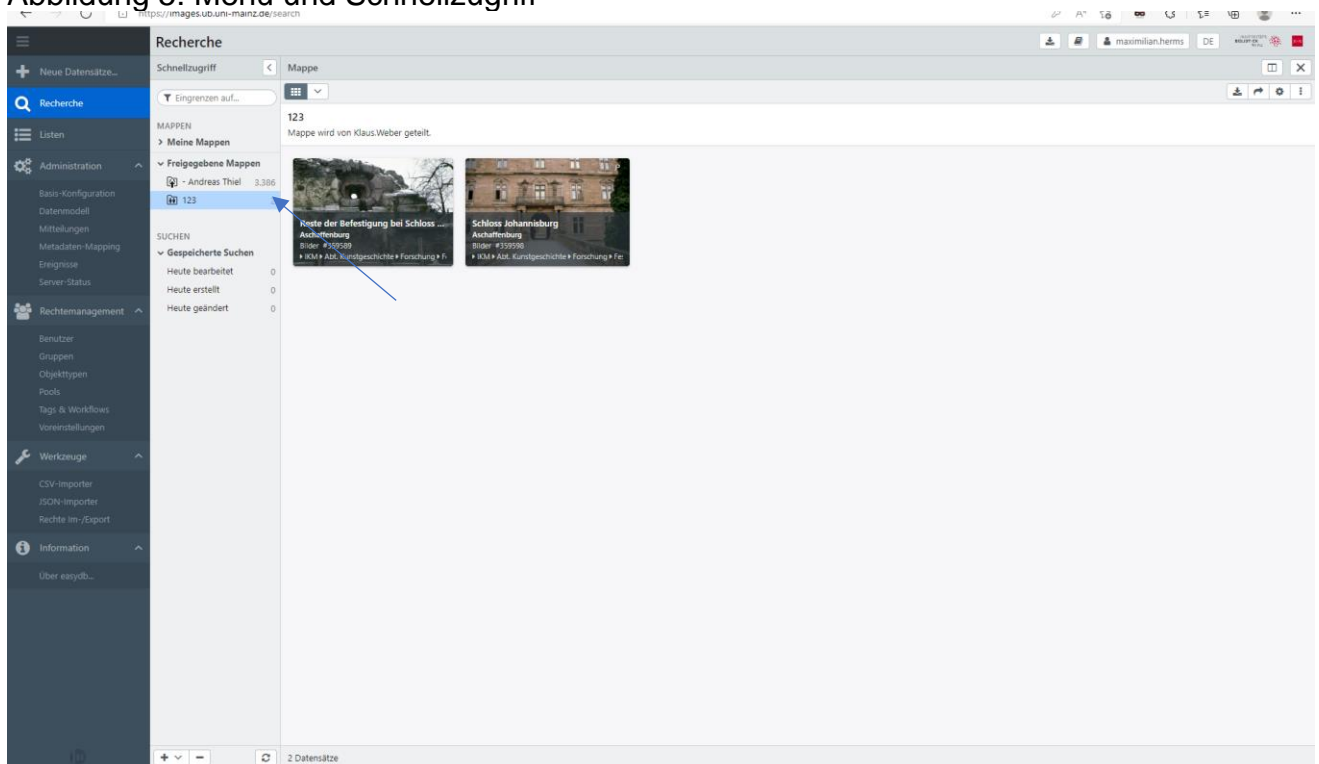 Abbildung 3: Menü und Schnellzugriff
https://images.ub.uni-mainz.de/search
Recherche
maximilian.herms
DE
Neue Datensätze...
Recherche
Listen
Administration
Basis-Konfiguration
Datenmodell
Mitteilungen
Metadaten-Mapping
Ereignisse
Server-Status
Rechtemanagement
Benutzer
Gruppen
Objekttypen
Pools
Tags & Workflows
Voreinstellungen
Werkzeuge
CSV-Importer
JSON-Importer
Rechte Im-/Export
Information
Über easydb...
Schnellzugriff
Eingrenzen auf...
MAPPEN
Meine Mappen
Freigegebene Mappen
- Andreas Thiel 3.386
123
SUCHEN
Gespeicherte Suchen
Heute bearbeitet 0
Heute erstellt 0
Heute geändert 0
Mappe
123
Mappe wird von Klaus.Weber geteilt.
Reste der Befestigung bei Schloss ...
Aschaffenburg
Bilder #359589
IKM Abt. Kunstgeschichte Forschung
Schloss Johannisburg
Aschaffenburg
Bilder #359598
IKM Abt. Kunstgeschichte Forschung
2 Datensätze